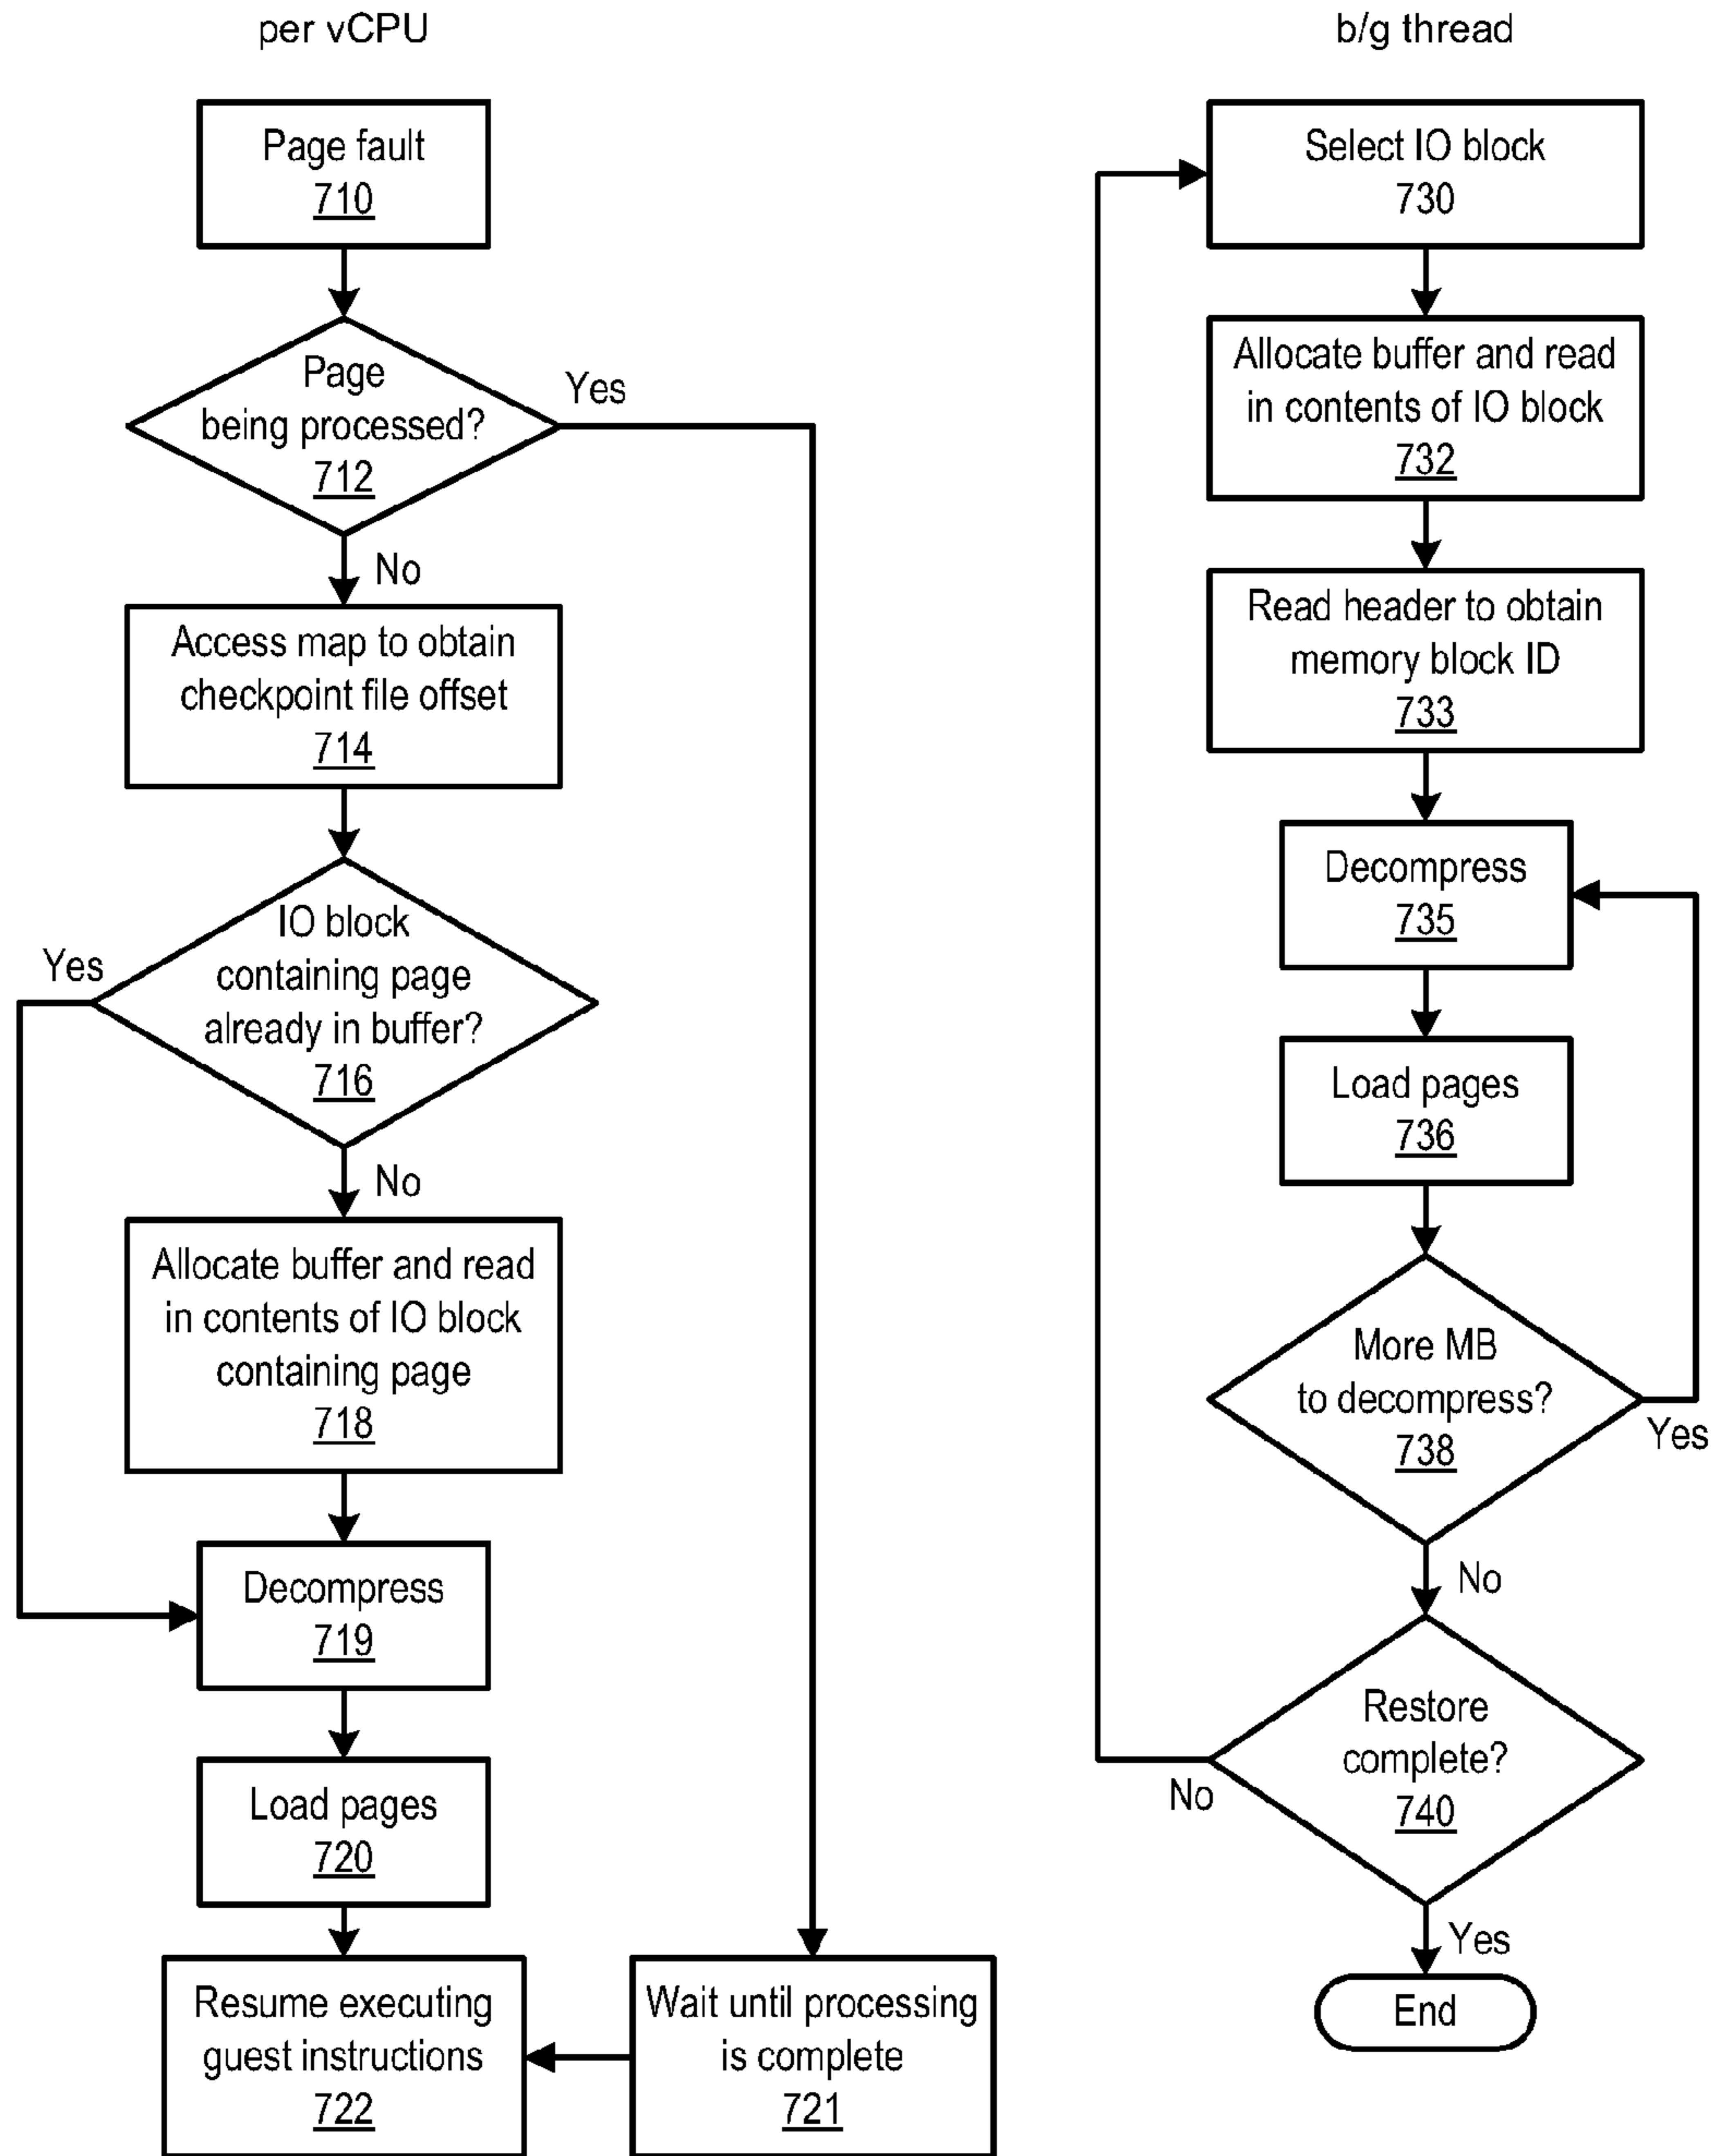 per vCPU
Page fault
710
Page
being processed?
712
Yes
No
Access map to obtain
checkpoint file offset
714
IO block
containing page
already in buffer?
716
Yes
No
Allocate buffer and read
in contents of IO block
containing page
718
Decompress
719
Load pages
720
Resume executing
guest instructions
722
Wait until processing
is complete
721
b/g thread
Select IO block
730
Allocate buffer and read
in contents of IO block
732
Read header to obtain
memory block ID
733
Decompress
735
Load pages
736
More MB
to decompress?
738
Yes
No
Restore
complete?
740
No
Yes
End